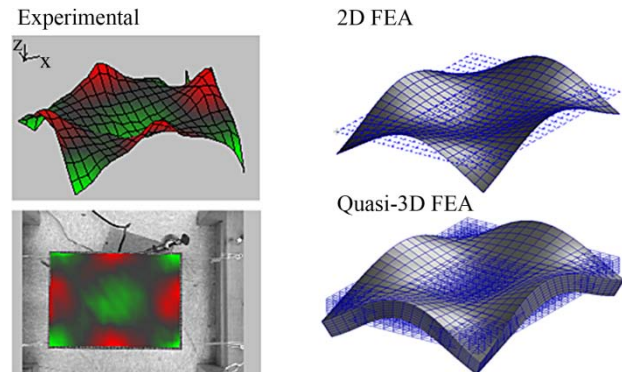 Experimental
2D FEA
Z
X
Quasi-3D FEA